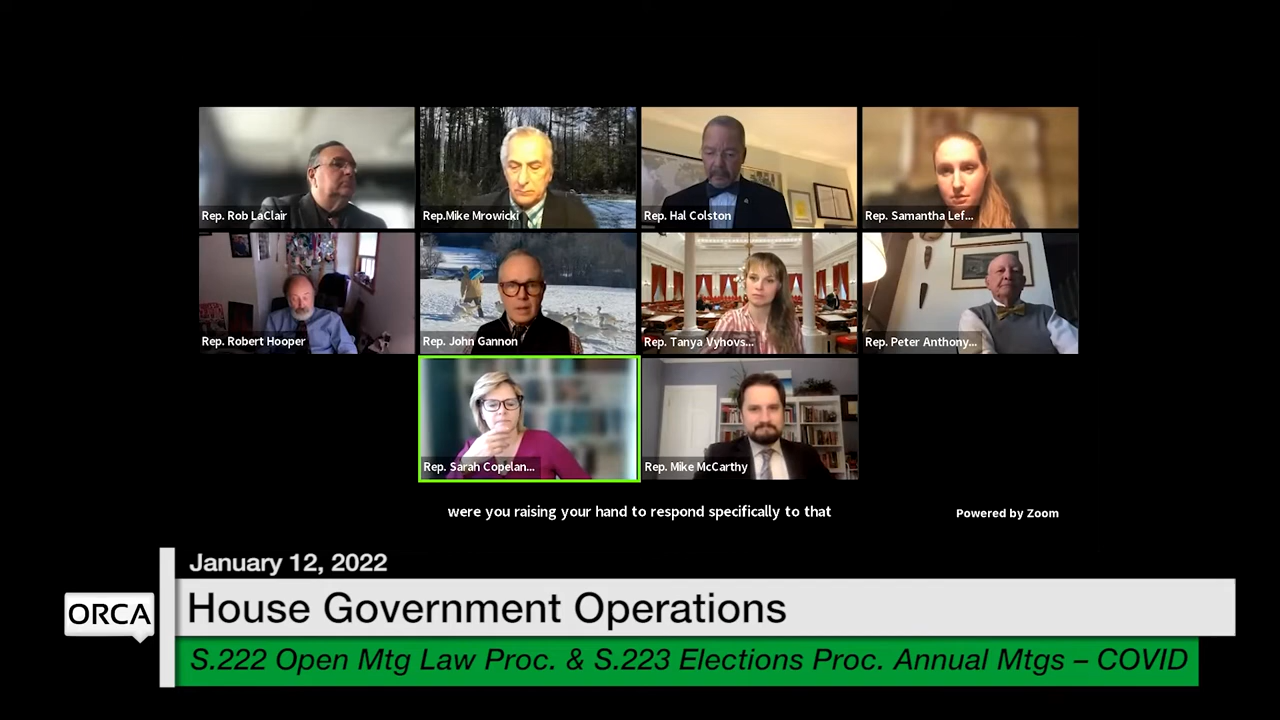 Rep. Rob LaClair
Rep.Mike Mrowicki
Rep. Hal Colston
Rep. Samantha Lef...
Rep. Robert Hooper
Rep. John Gannon
Rep. Tanya Vyhovs...
Rep. Peter Anthony...
Rep. Sarah Copelan...
Rep. Mike McCarthy
were you raising your hand to respond specifically to that
Powered by Zoom
January 12, 2022
ORCA
House Government Operations
S.222 Open Mtg Law Proc. & S.223 Elections Proc. Annual Mtgs – COVID